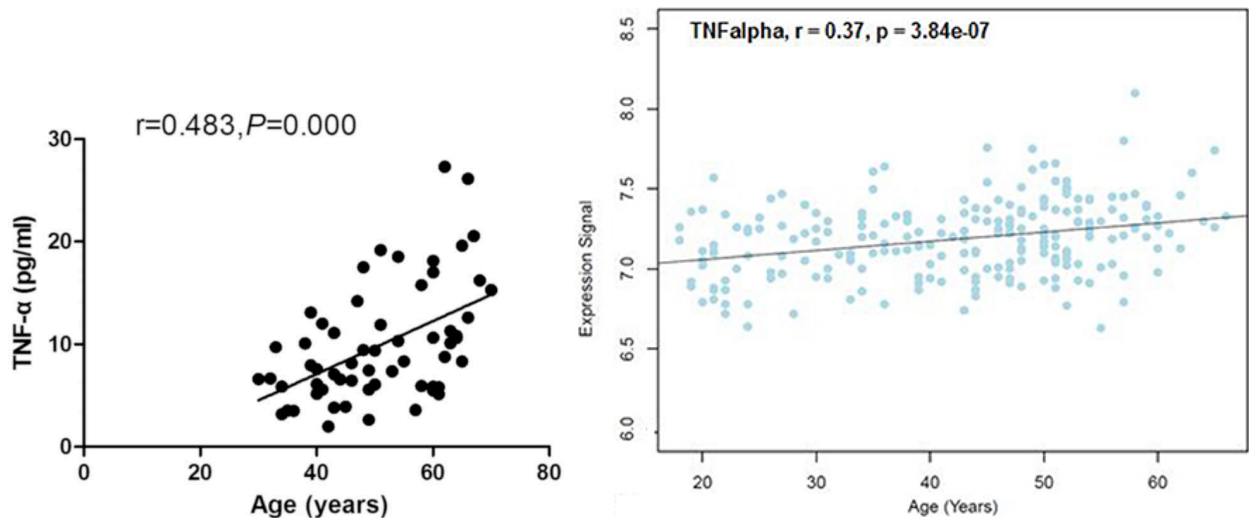 r=0.483,P=0.000
30
20
10
0
TNF-α (pg/ml)
0 20 40 60 80
Age (years)
TNFalpha, r = 0.37, p = 3.84e-07
8.5
8.0
7.5
7.0
6.5
6.0
Expression Signal
20 30 40 50 60
Age (Years)